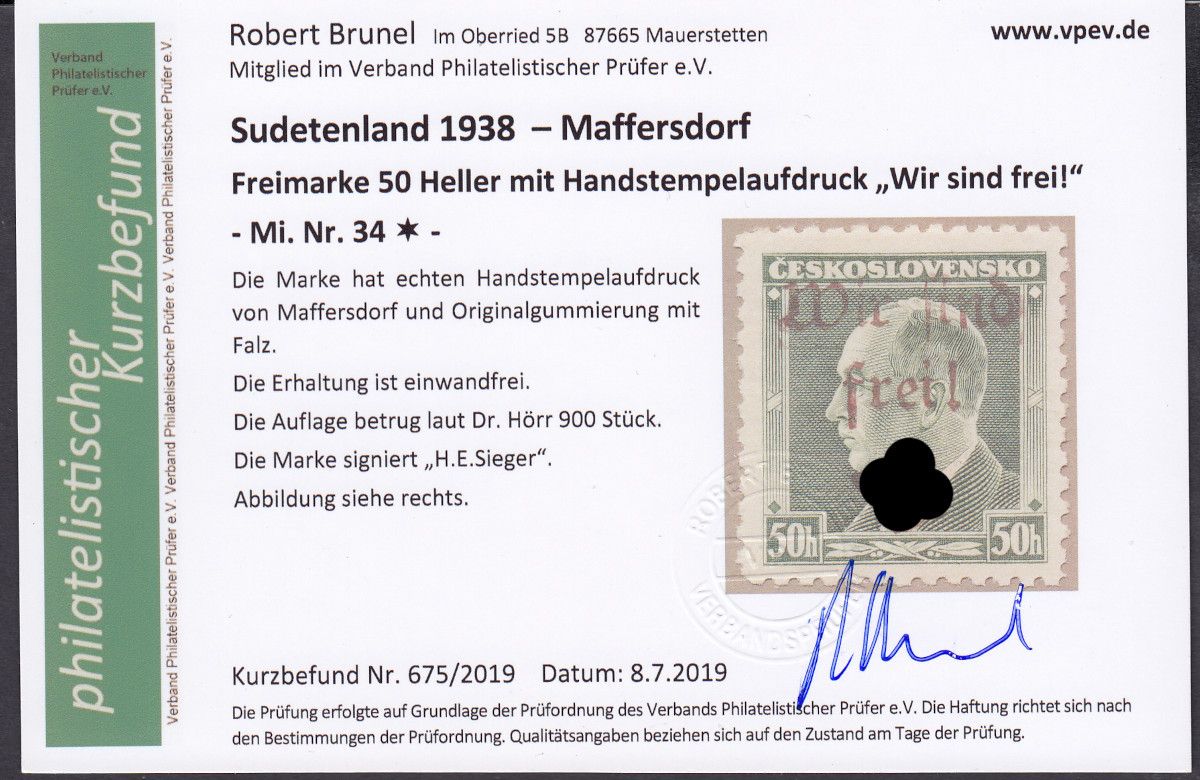 Verband
Philatelistischer
Prüfer e.V.
philatelistischer
Kurzbefund
Verband Philatelistischer Prüfer e.V. Verband Philatelistischer Prüfer e.V. Verband Philatelistischer Prüfer e.V. Verband Philatelistischer Prüfer e.V.
Robert Brunel Im Oberried 5B 87665 Mauerstetten
www.vpev.de
Mitglied im Verband Philatelistischer Prüfer e.V.
Sudetenland 1938 – Maffersdorf
Freimarke 50 Heller mit Handstempelaufdruck „Wir sind frei!“
- Mi. Nr. 34 ✶ -
Die Marke hat echten Handstempelaufdruck
von Maffersdorf und Originalgummierung mit
Falz.
Die Erhaltung ist einwandfrei.
Die Auflage betrug laut Dr. Hörr 900 Stück.
Die Marke signiert „H.E.Sieger“.
Abbildung siehe rechts.
ČESKOSLOVENSKO
Wir sind
frei!
50h 50h
Kurzbefund Nr. 675/2019 Datum: 8.7.2019
Die Prüfung erfolgte auf Grundlage der Prüfordnung des Verbands Philatelistischer Prüfer e.V. Die Haftung richtet sich nach
den Bestimmungen der Prüfordnung. Qualitätsangaben beziehen sich auf den Zustand am Tage der Prüfung.